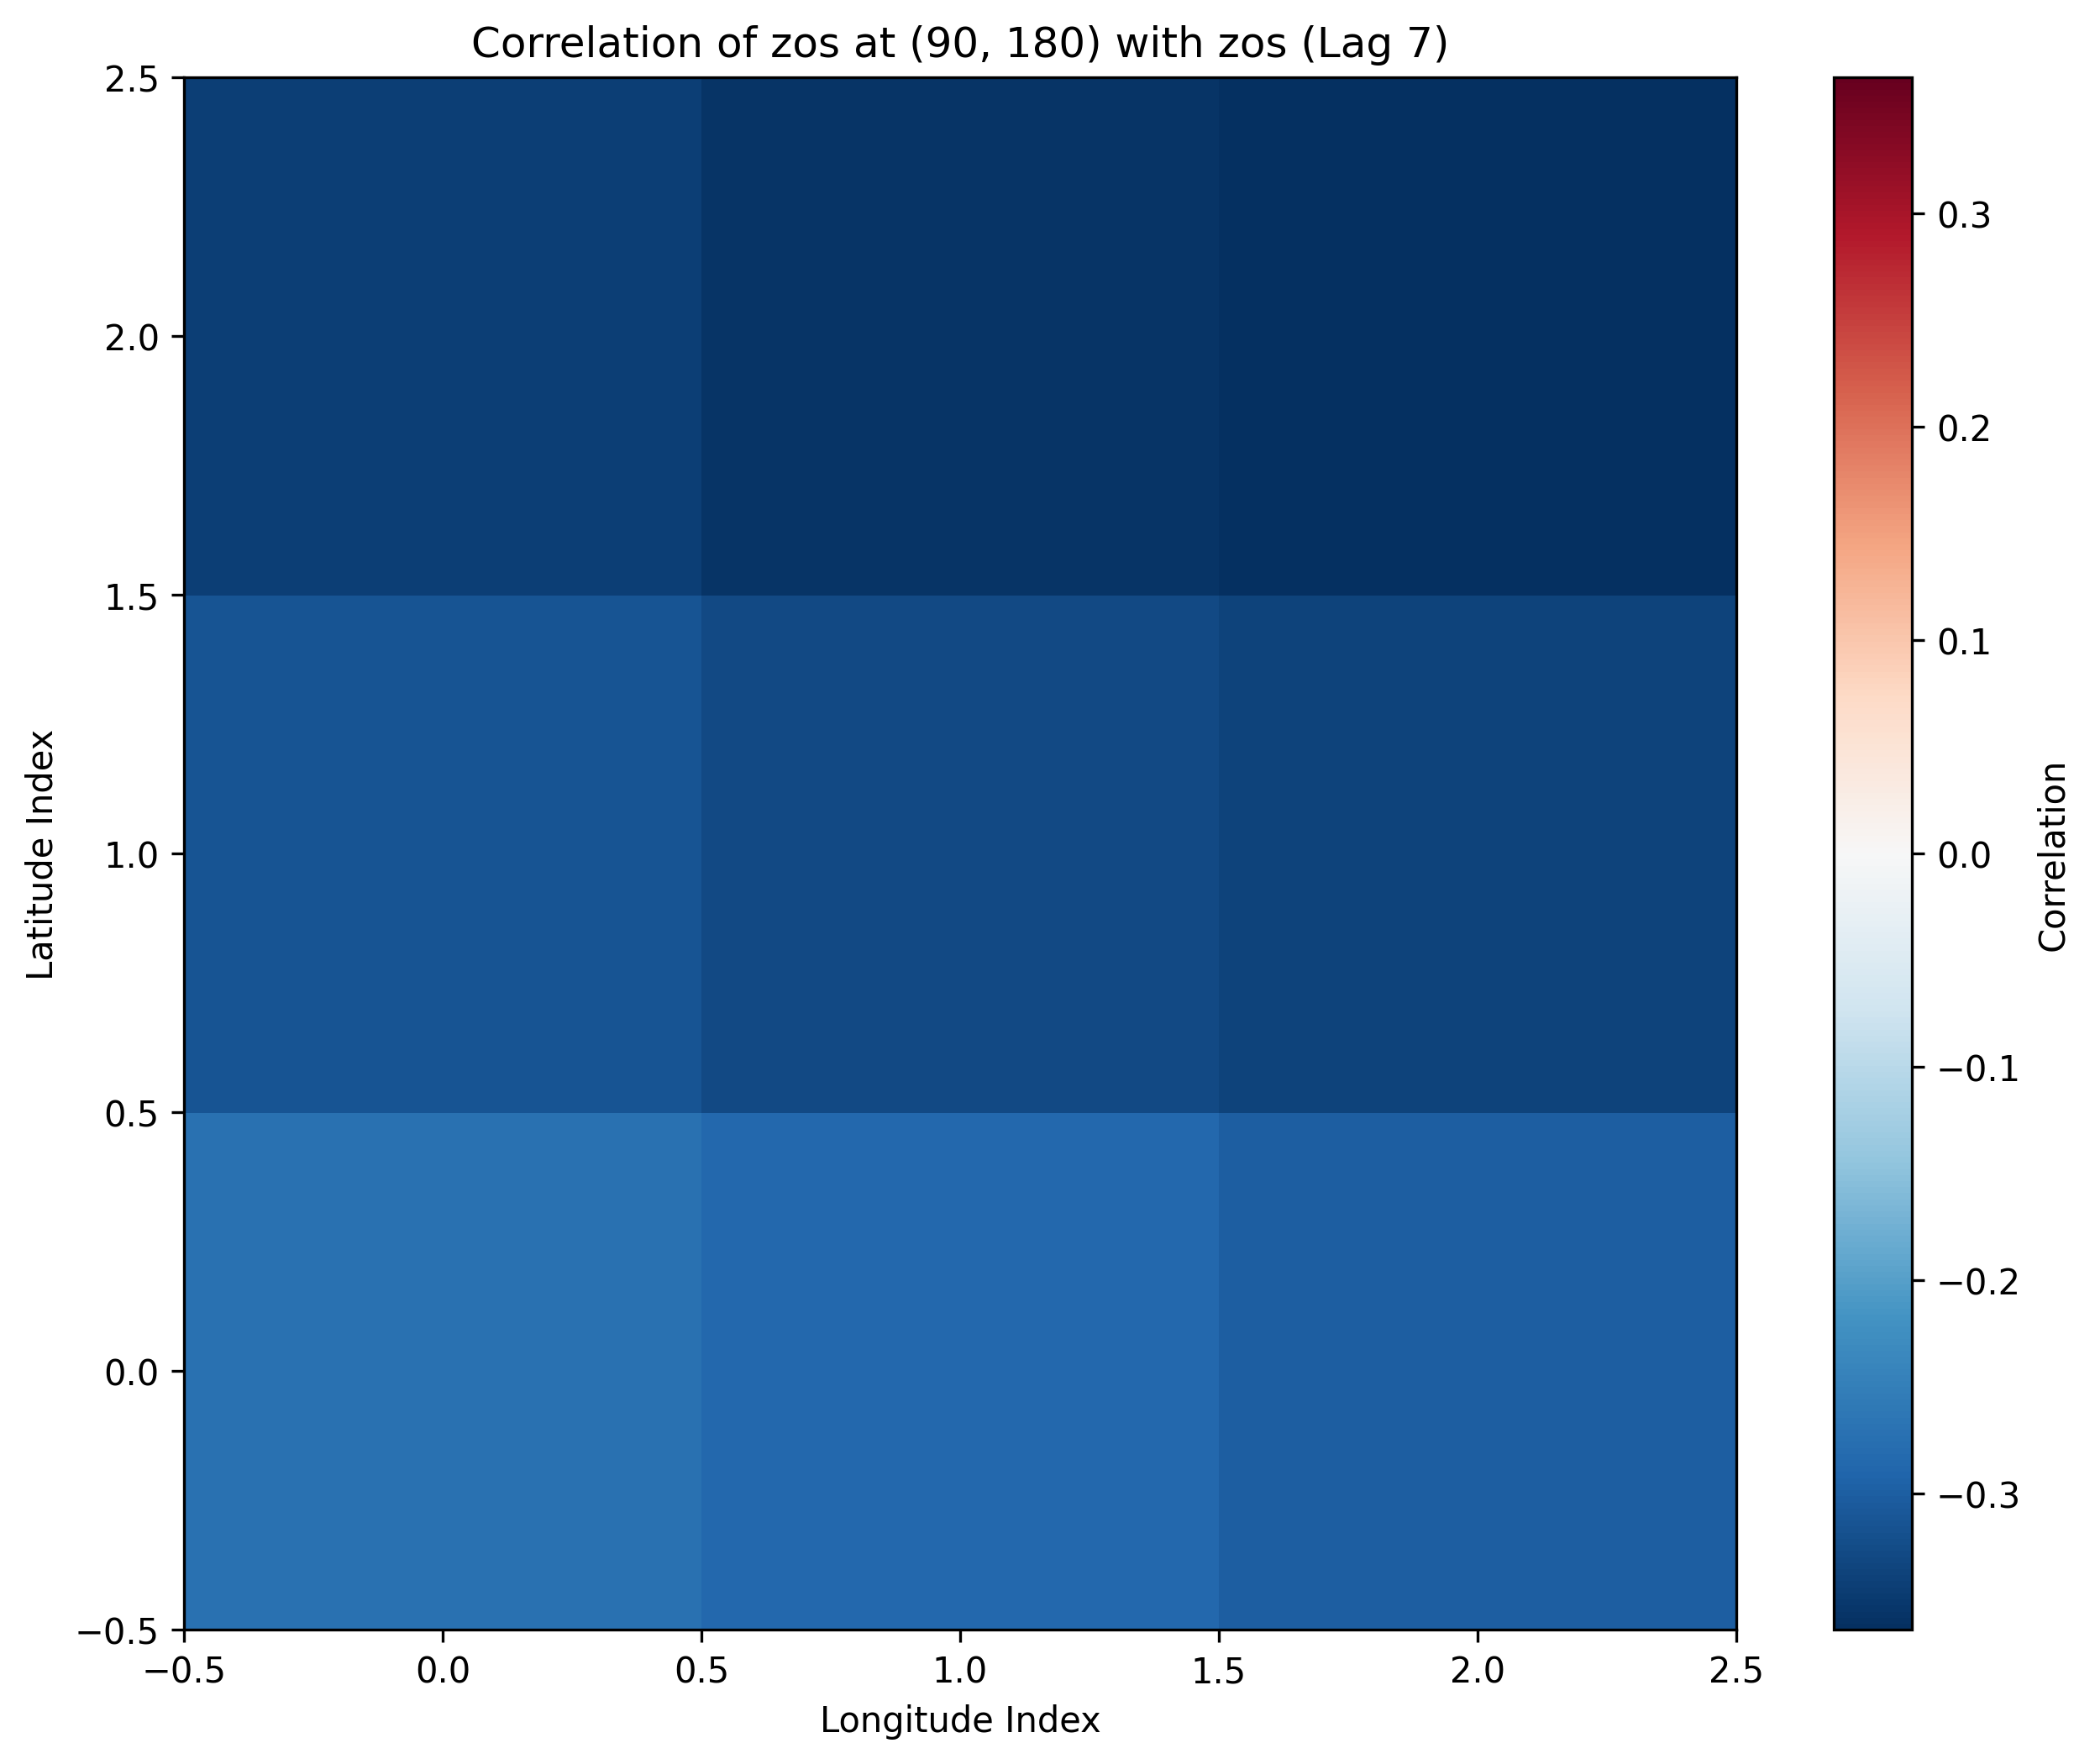 Correlation of zos at (90, 180) with zos (Lag 7)
2.5
2.0
1.5
1.0
0.5
0.0
−0.5
Latitude Index
−0.5 0.0 0.5 1.0 1.5 2.0 2.5
Longitude Index
0.3
0.2
0.1
0.0
−0.1
−0.2
−0.3
Correlation